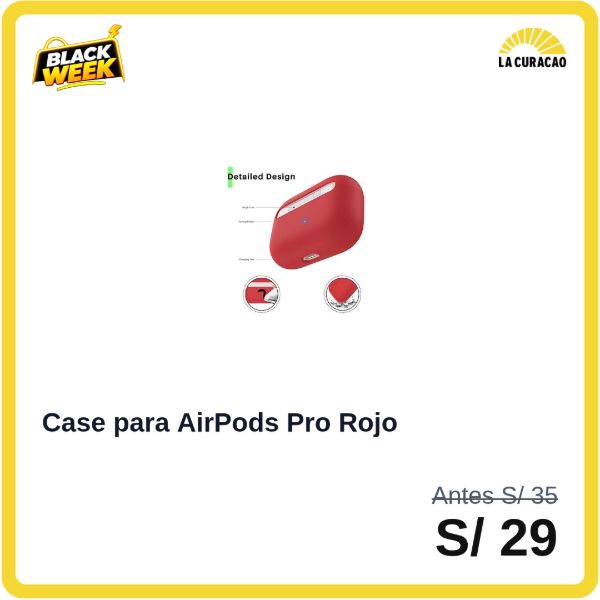 BLACK
WEEK
LA CURACAO
Detailed Design
Case para AirPods Pro Rojo
Antes S/ 35
S/ 29